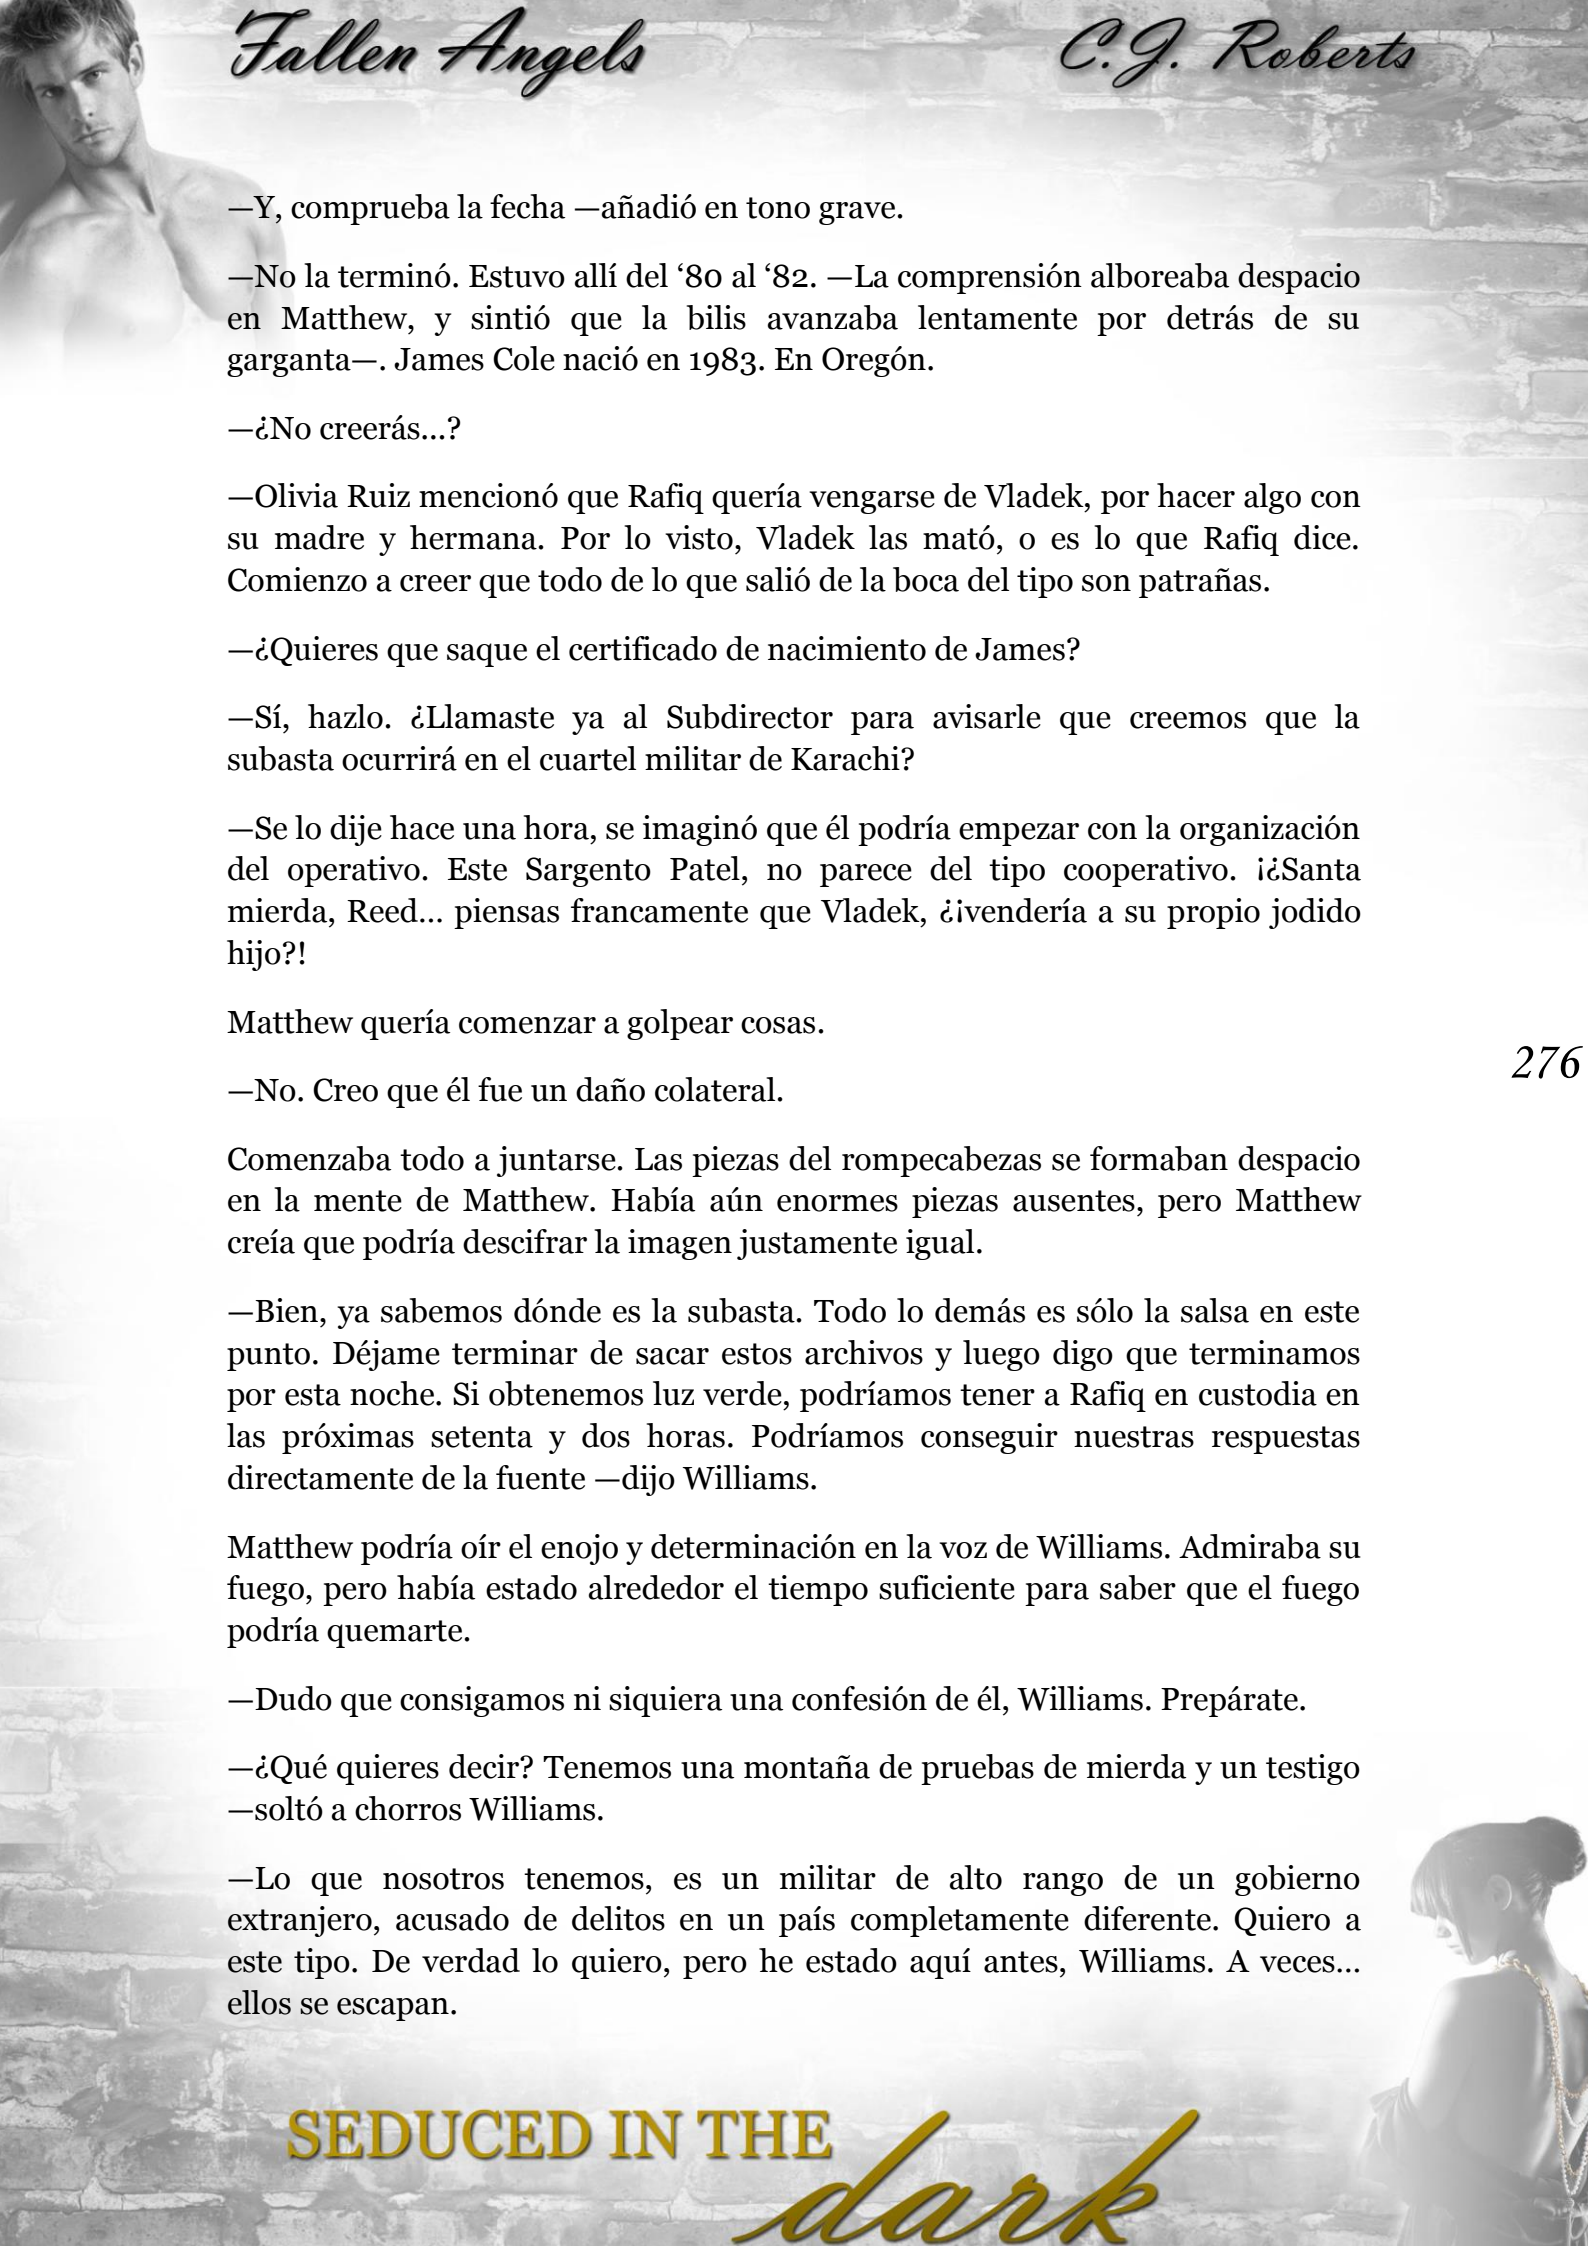 Fallen Angels
C.J. Roberts
—Y, comprueba la fecha —añadió en tono grave.
—No la terminó. Estuvo allí del ‘80 al ‘82. —La comprensión alboreaba despacio
en Matthew, y sintió que la bilis avanzaba lentamente por detrás de su
garganta—. James Cole nació en 1983. En Oregón.
—¿No creerás...?
—Olivia Ruiz mencionó que Rafiq quería vengarse de Vladek, por hacer algo con
su madre y hermana. Por lo visto, Vladek las mató, o es lo que Rafiq dice.
Comienzo a creer que todo de lo que salió de la boca del tipo son patrañas.
—¿Quieres que saque el certificado de nacimiento de James?
—Sí, hazlo. ¿Llamaste ya al Subdirector para avisarle que creemos que la
subasta ocurrirá en el cuartel militar de Karachi?
—Se lo dije hace una hora, se imaginó que él podría empezar con la organización
del operativo. Este Sargento Patel, no parece del tipo cooperativo. ¡¿Santa
mierda, Reed... piensas francamente que Vladek, ¿¡vendería a su propio jodido
hijo?!
Matthew quería comenzar a golpear cosas.
276
—No. Creo que él fue un daño colateral.
Comenzaba todo a juntarse. Las piezas del rompecabezas se formaban despacio
en la mente de Matthew. Había aún enormes piezas ausentes, pero Matthew
creía que podría descifrar la imagen justamente igual.
—Bien, ya sabemos dónde es la subasta. Todo lo demás es sólo la salsa en este
punto. Déjame terminar de sacar estos archivos y luego digo que terminamos
por esta noche. Si obtenemos luz verde, podríamos tener a Rafiq en custodia en
las próximas setenta y dos horas. Podríamos conseguir nuestras respuestas
directamente de la fuente —dijo Williams.
Matthew podría oír el enojo y determinación en la voz de Williams. Admiraba su
fuego, pero había estado alrededor el tiempo suficiente para saber que el fuego
podría quemarte.
—Dudo que consigamos ni siquiera una confesión de él, Williams. Prepárate.
—¿Qué quieres decir? Tenemos una montaña de pruebas de mierda y un testigo
—soltó a chorros Williams.
—Lo que nosotros tenemos, es un militar de alto rango de un gobierno
extranjero, acusado de delitos en un país completamente diferente. Quiero a
este tipo. De verdad lo quiero, pero he estado aquí antes, Williams. A veces...
ellos se escapan.
SEDUCED IN THE
dark